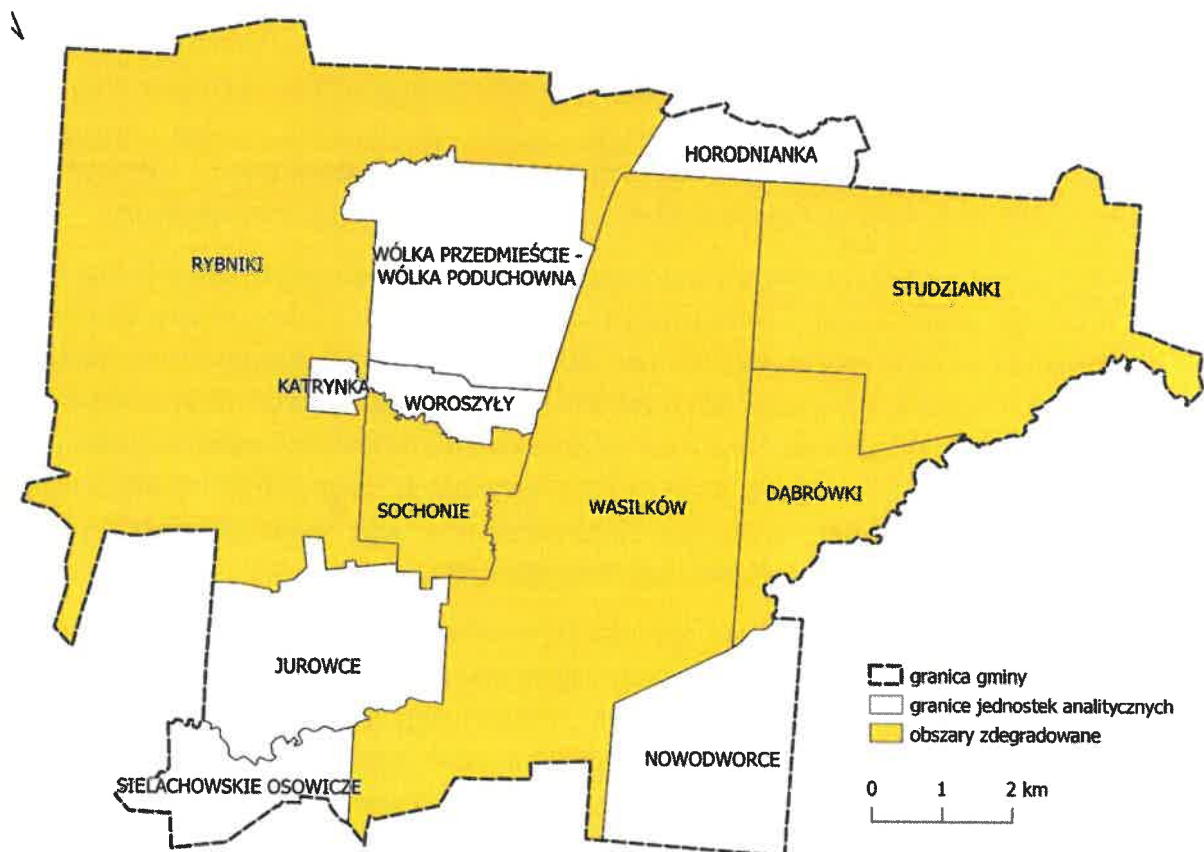 HORODNIANKA
RYBNIKI
WÓLKA PRZEDMIEŚCIE -
WÓLKA PODUCHOWNA
STUDZIANKI
KATRYNKA
WOROSZYŁY
SOCHONIE
WASILKÓW
DĄBRÓWKI
JUROWCE
NOWODWORCE
SIELACHOWSKIE OSOWICZE
granica gminy
granice jednostek analitycznych
obszary zdegradowane
0 1 2 km